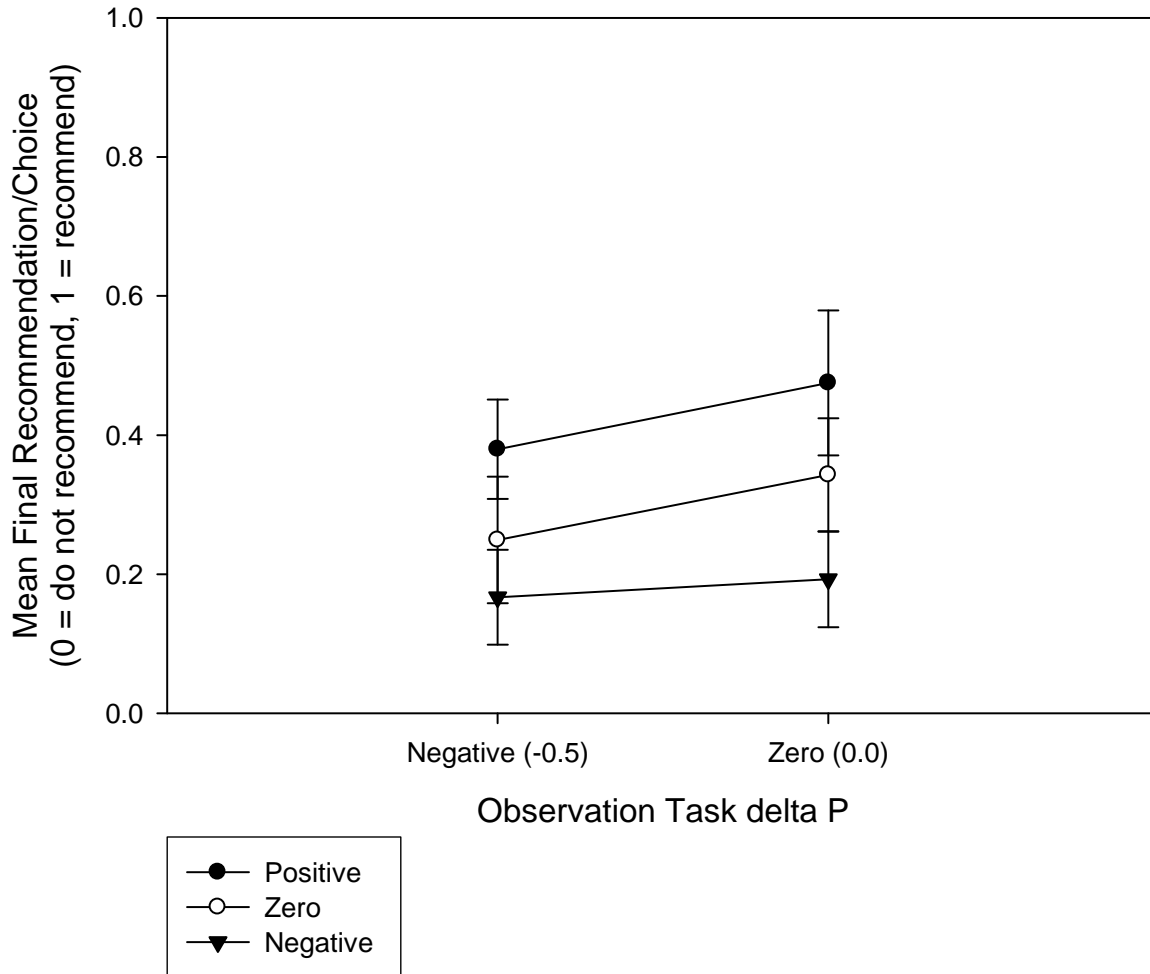 Mean Final Recommendation/Choice
(0 = do not recommend, 1 = recommend)
1.0
0.8
0.6
0.4
0.2
0.0
Negative (-0.5)
Zero (0.0)
Observation Task delta P
Positive
Zero
Negative